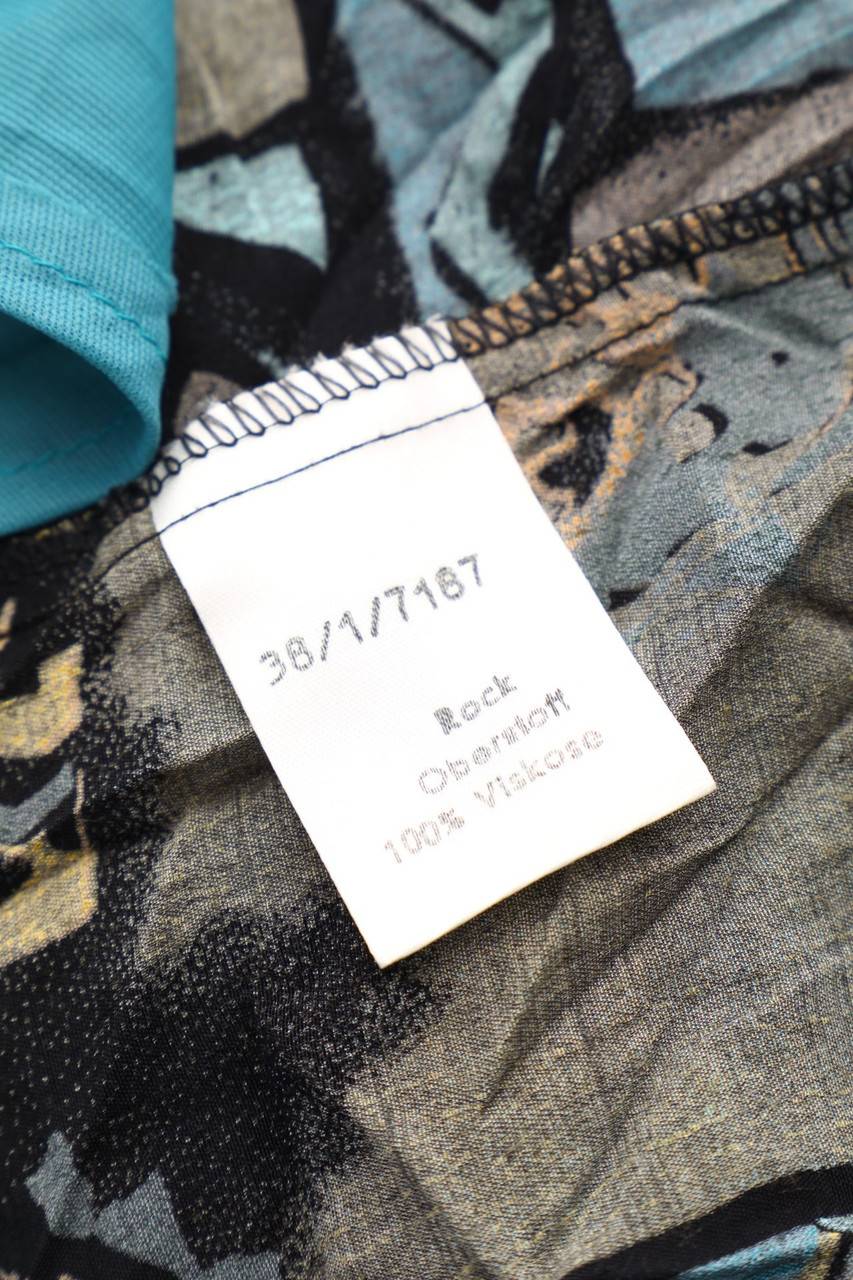 38/1/7187
Rock
Oberstoff
100% Viskose